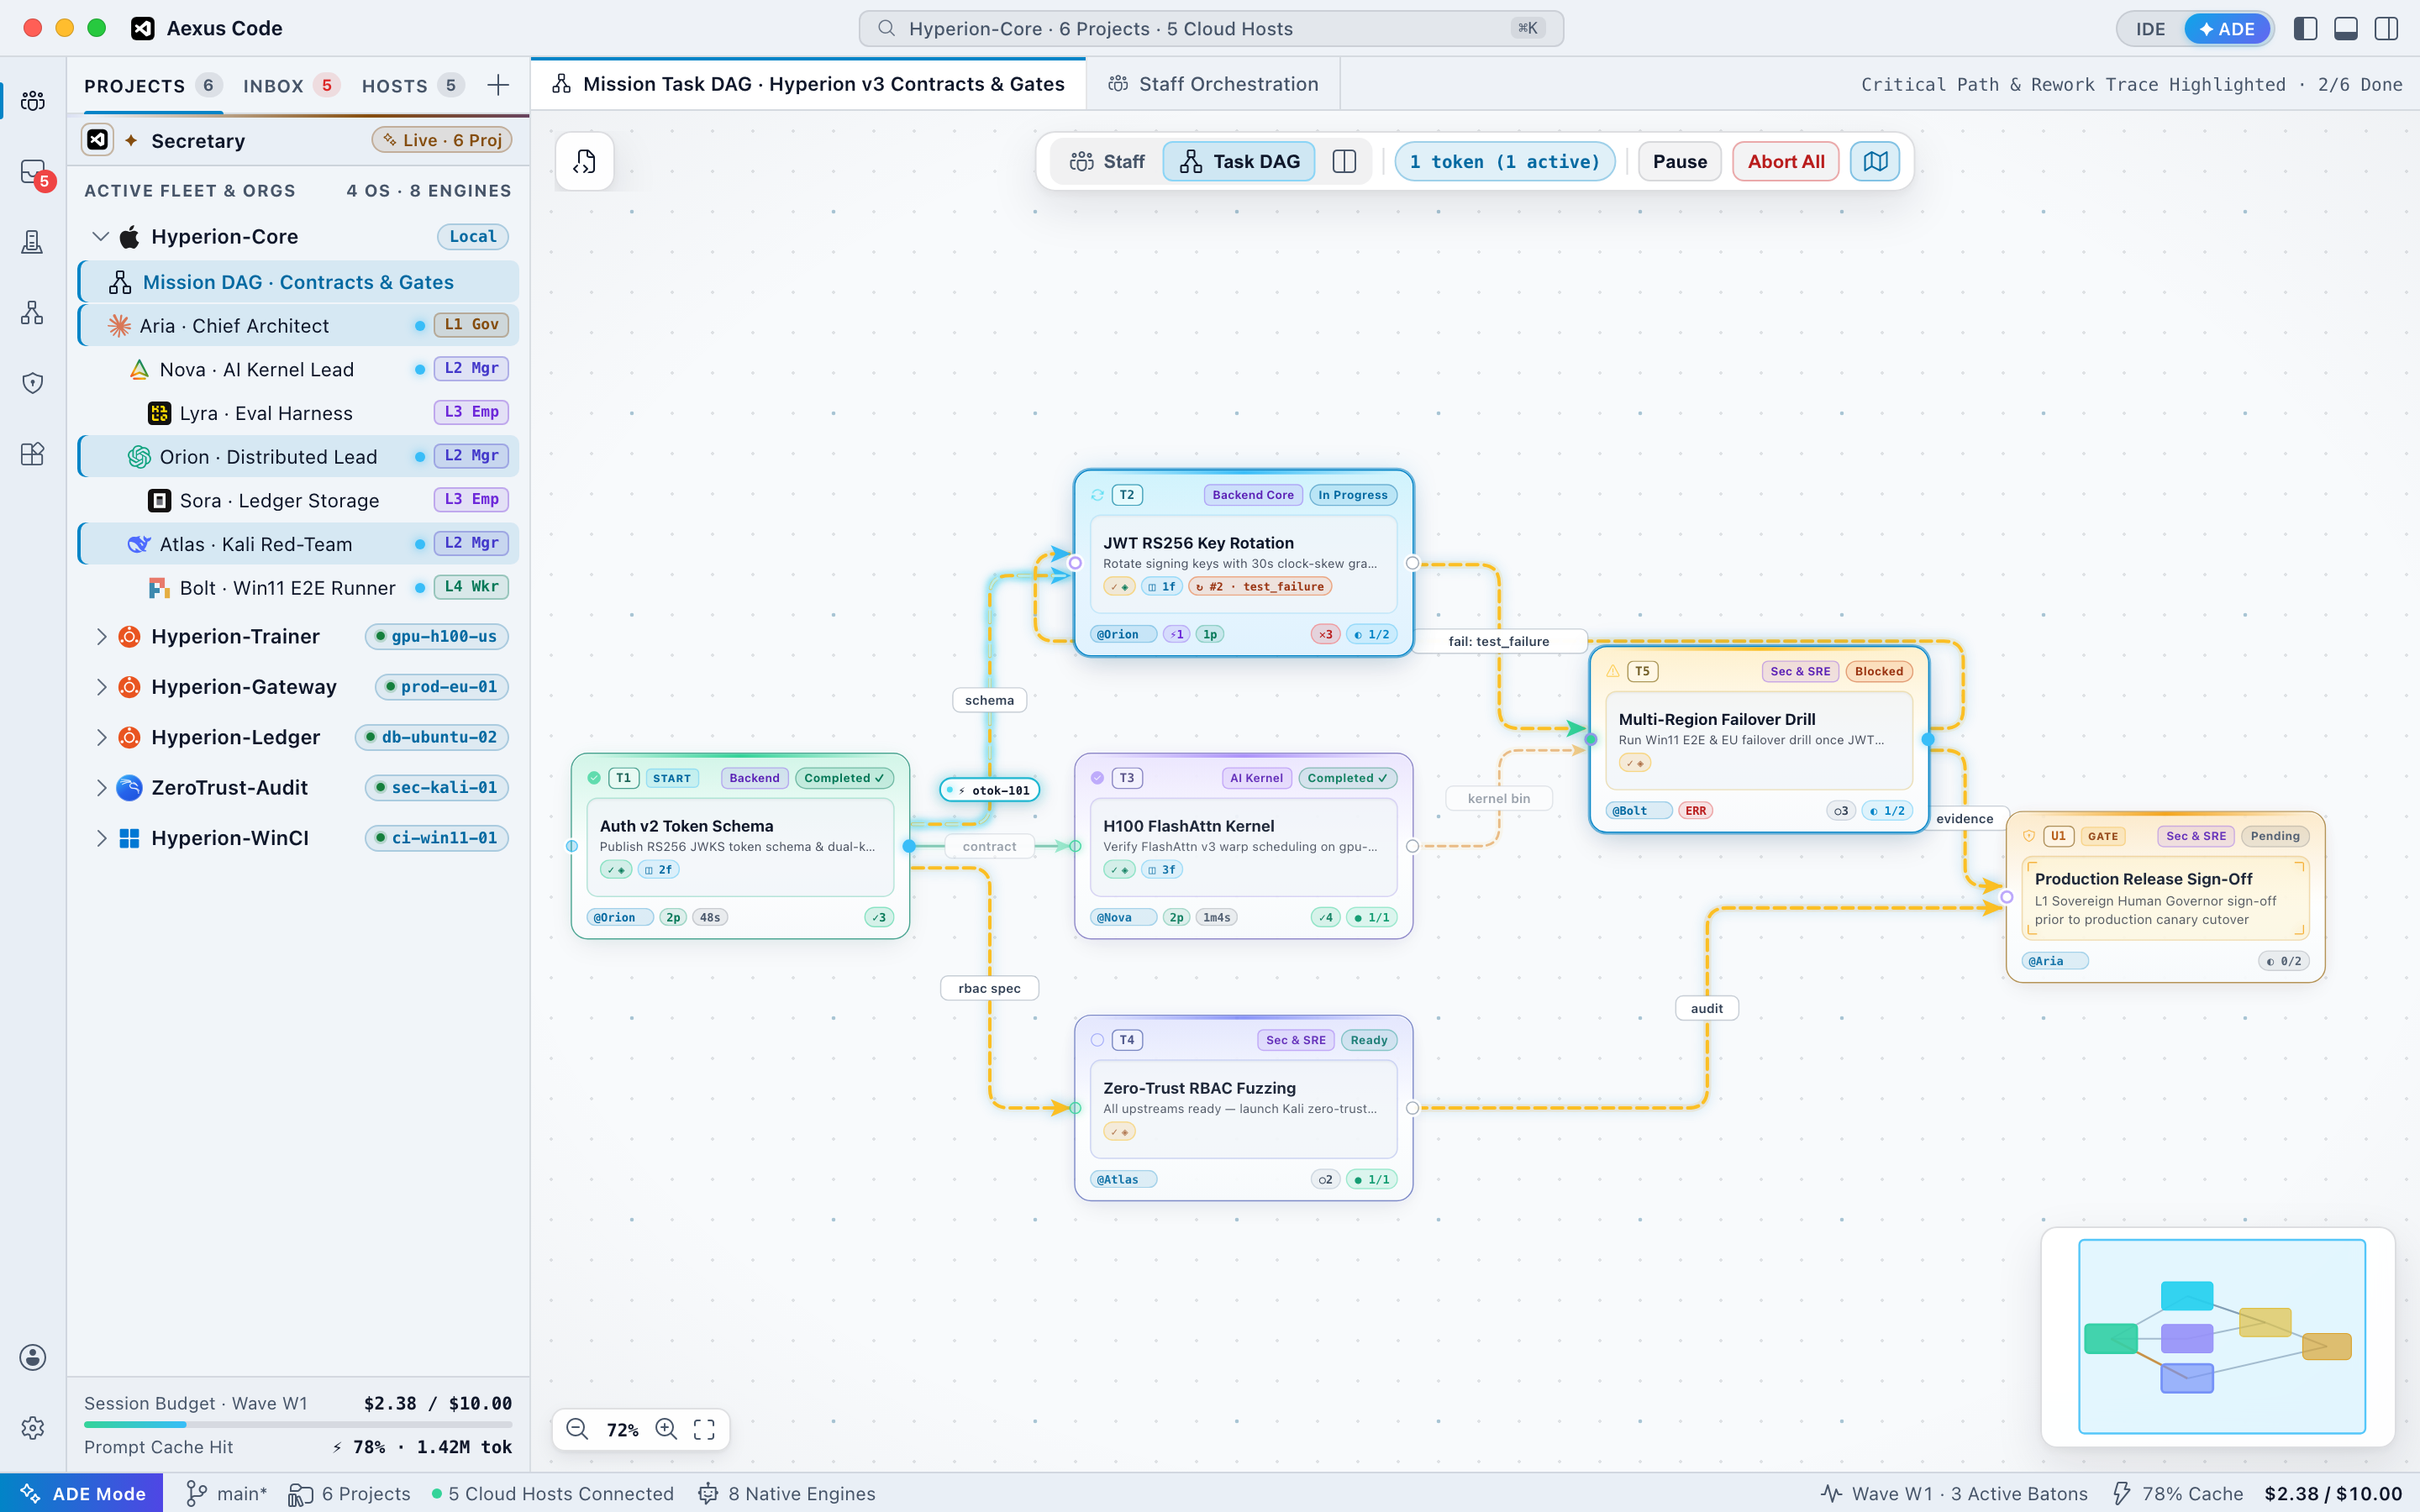 Aexus Code
Hyperion-Core · 6 Projects · 5 Cloud Hosts
⌘K
IDE
ADE
PROJECTS 6
INBOX 5
HOSTS 5
Mission Task DAG · Hyperion v3 Contracts & Gates
Staff Orchestration
Critical Path & Rework Trace Highlighted · 2/6 Done
5
Secretary
Live · 6 Proj
ACTIVE FLEET & ORGS
4 OS · 8 ENGINES
Hyperion-Core
Local
Mission DAG · Contracts & Gates
Aria · Chief Architect
L1 Gov
Nova · AI Kernel Lead
L2 Mgr
Lyra · Eval Harness
L3 Emp
Orion · Distributed Lead
L2 Mgr
Sora · Ledger Storage
L3 Emp
Atlas · Kali Red-Team
L2 Mgr
Bolt · Win11 E2E Runner
L4 Wkr
Hyperion-Trainer
gpu-h100-us
Hyperion-Gateway
prod-eu-01
Hyperion-Ledger
db-ubuntu-02
ZeroTrust-Audit
sec-kali-01
Hyperion-WinCI
ci-win11-01
Session Budget · Wave W1
$2.38 / $10.00
Prompt Cache Hit
⚡ 78% · 1.42M tok
Staff
Task DAG
1 token (1 active)
Pause
Abort All
T2
Backend Core
In Progress
JWT RS256 Key Rotation
Rotate signing keys with 30s clock-skew gra...
✓ ◈
◫ 1f
↻ #2 · test_failure
@Orion
⚡1
1p
×3
◐ 1/2
fail: test_failure
T5
Sec & SRE
Blocked
Multi-Region Failover Drill
Run Win11 E2E & EU failover drill once JWT...
✓ ◈
@Bolt
ERR
○3
◐ 1/2
schema
⚡ otok-101
T1
START
Backend
Completed ✓
Auth v2 Token Schema
Publish RS256 JWKS token schema & dual-k...
✓ ◈
◫ 2f
@Orion
2p
48s
✓3
contract
T3
AI Kernel
Completed ✓
H100 FlashAttn Kernel
Verify FlashAttn v3 warp scheduling on gpu-...
✓ ◈
◫ 3f
@Nova
2p
1m4s
✓4
● 1/1
kernel bin
evidence
U1
GATE
Sec & SRE
Pending
Production Release Sign-Off
L1 Sovereign Human Governor sign-off
prior to production canary cutover
@Aria
◐ 0/2
rbac spec
audit
T4
Sec & SRE
Ready
Zero-Trust RBAC Fuzzing
All upstreams ready — launch Kali zero-trust...
✓ ◈
@Atlas
○2
● 1/1
72%
ADE Mode
main*
6 Projects
5 Cloud Hosts Connected
8 Native Engines
Wave W1 · 3 Active Batons
78% Cache
$2.38 / $10.00